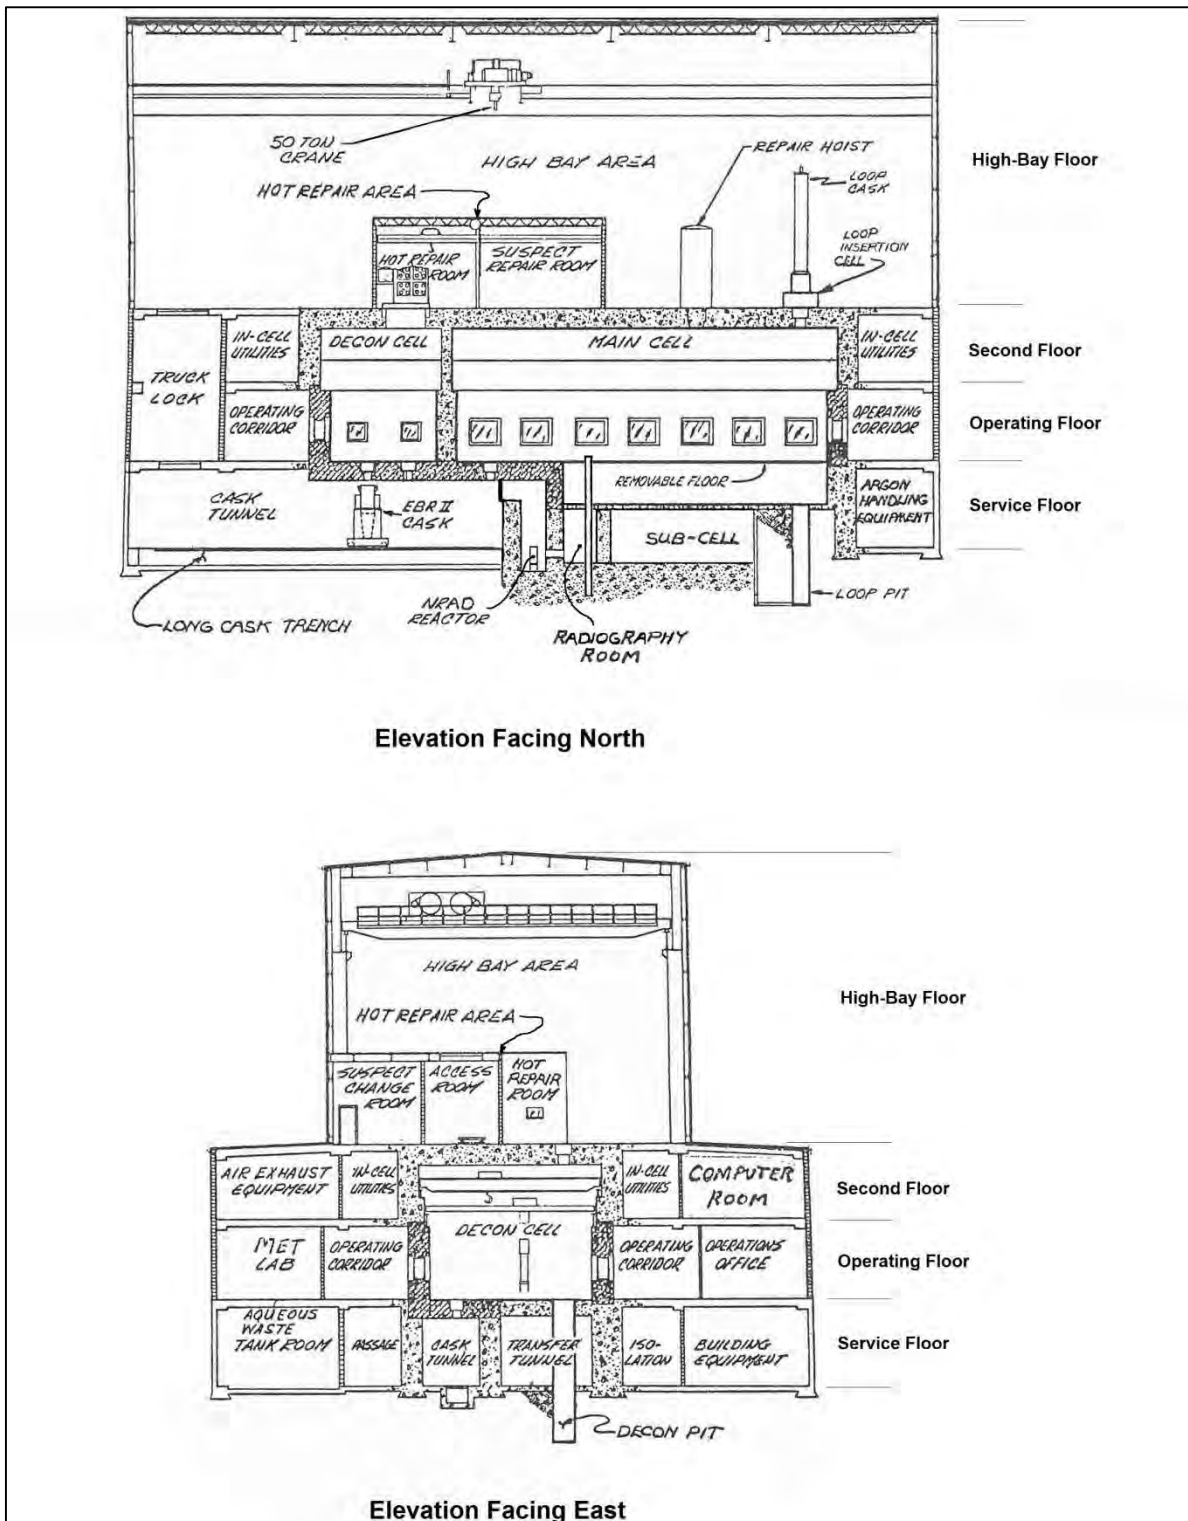 50 TON
CRANE
HIGH BAY AREA
REPAIR HOIST
LOOP
CASK
High-Bay Floor
HOT REPAIR AREA
LOOP
INSERTION
CELL
HOT REPAIR
ROOM
SUSPECT
REPAIR ROOM
IN-CELL
UTILITIES
DECON CELL
MAIN CELL
IN-CELL
UTILITIES
Second Floor
TRUCK
LOCK
OPERATING
CORRIDOR
OPERATING
CORRIDOR
Operating Floor
CASK
TUNNEL
EBR II
CASK
REMOVABLE FLOOR
SUB-CELL
ARGON
HANDLING
EQUIPMENT
Service Floor
LONG CASK TRENCH
NRAD
REACTOR
RADIOGRAPHY
ROOM
LOOP PIT
Elevation Facing North
HIGH BAY AREA
High-Bay Floor
HOT REPAIR AREA
SUSPECT
CHANGE
ROOM
ACCESS
ROOM
HOT
REPAIR
ROOM
AIR EXHAUST
EQUIPMENT
IN-CELL
UTILITIES
IN-CELL
UTILITIES
COMPUTER
ROOM
Second Floor
MET
LAB
OPERATING
CORRIDOR
DECON CELL
OPERATING
CORRIDOR
OPERATIONS
OFFICE
Operating Floor
AQUEOUS
WASTE
TANK ROOM
PASSAGE
CASK
TUNNEL
TRANSFER
TUNNEL
ISO-
LATION
BUILDING
EQUIPMENT
Service Floor
DECON PIT
Elevation Facing East